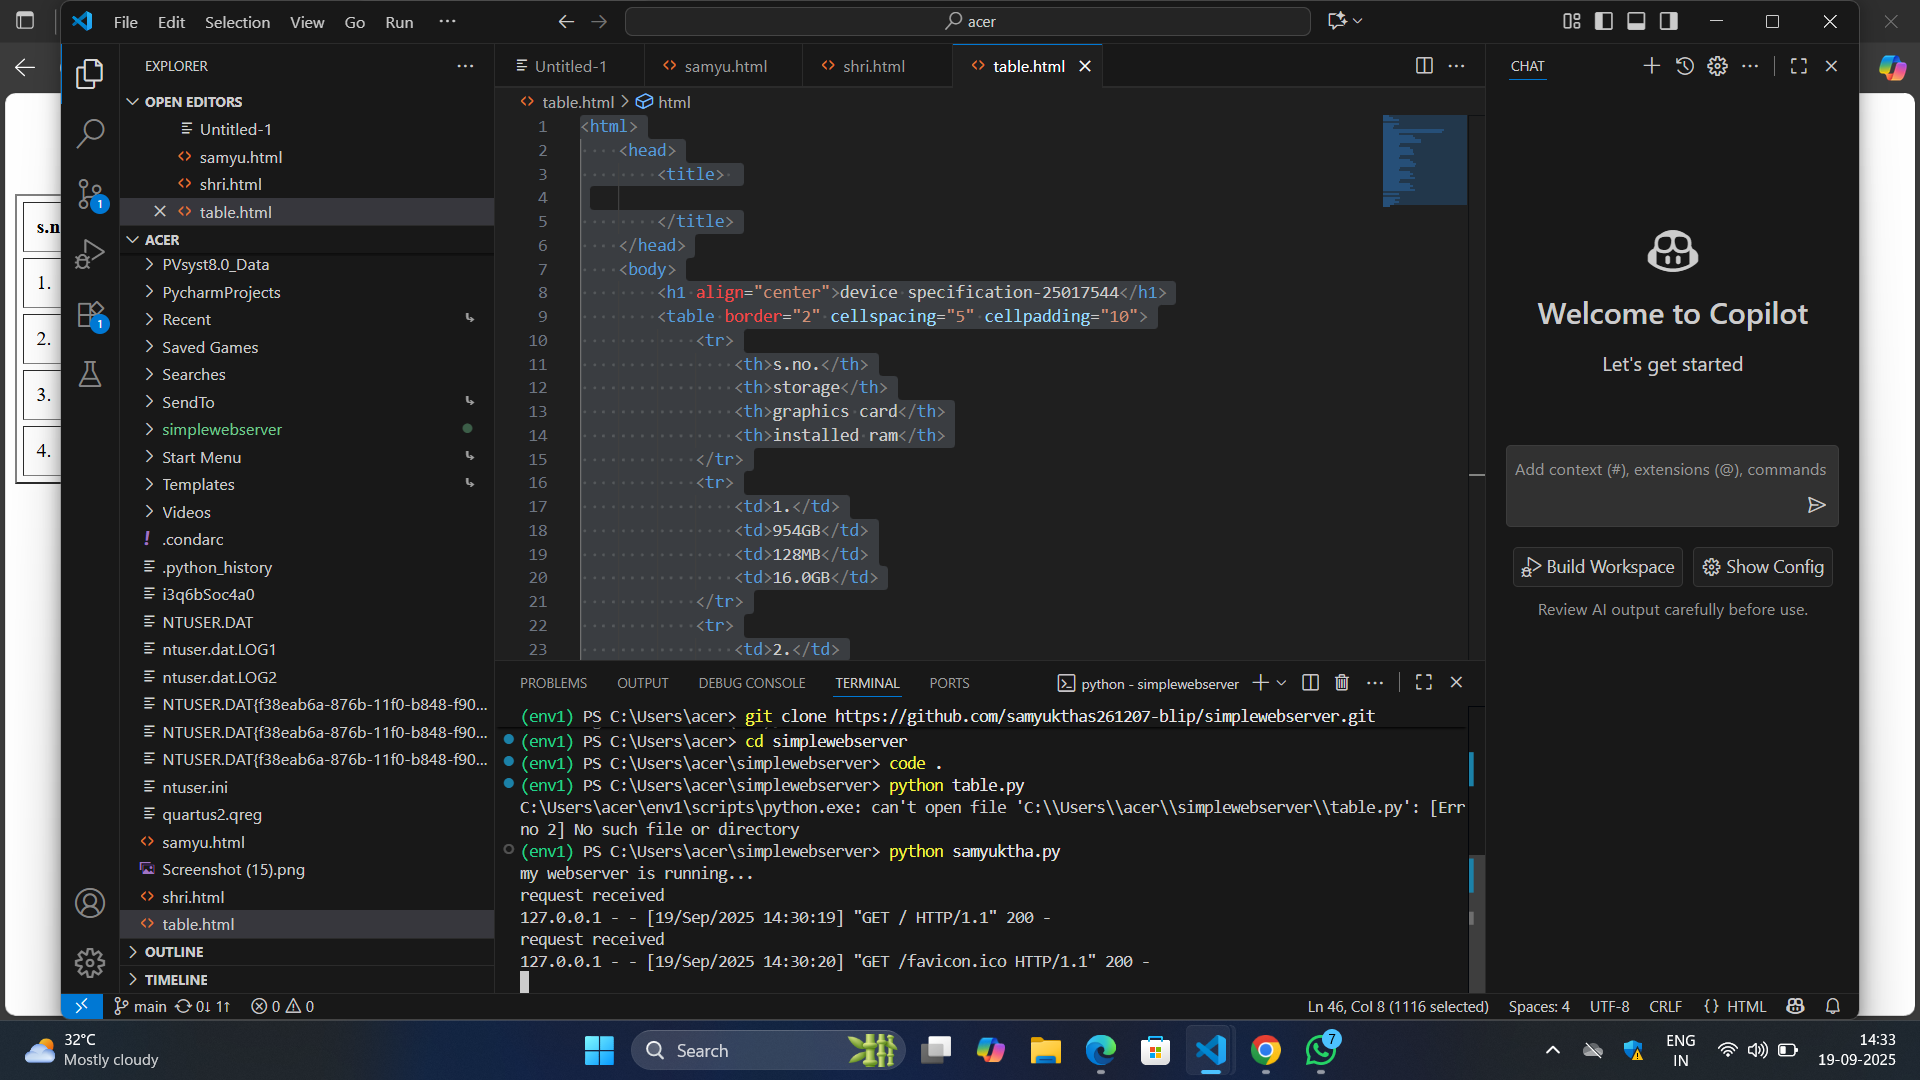 File Edit Selection View Go Run ··· acer
EXPLORER
OPEN EDITORS
Untitled-1
samyu.html
shri.html
table.html
ACER
PVsyst8.0_Data
PycharmProjects
Recent
Saved Games
Searches
SendTo
simplewebserver
Start Menu
Templates
Videos
.condarc
.python_history
i3q6bSoc4a0
NTUSER.DAT
ntuser.dat.LOG1
ntuser.dat.LOG2
NTUSER.DAT{f38eab6a-876b-11f0-b848-f90...
NTUSER.DAT{f38eab6a-876b-11f0-b848-f90...
NTUSER.DAT{f38eab6a-876b-11f0-b848-f90...
ntuser.ini
quartus2.qreg
samyu.html
Screenshot (15).png
shri.html
table.html
OUTLINE
TIMELINE
s.n
1.
2.
3.
4.
1
1
Untitled-1 samyu.html shri.html table.html
table.html > html
1 <html>
2 <head>
3 <title>
4
5 </title>
6 </head>
7 <body>
8 <h1 align="center">device specification-25017544</h1>
9 <table border="2" cellspacing="5" cellpadding="10">
10 <tr>
11 <th>s.no.</th>
12 <th>storage</th>
13 <th>graphics card</th>
14 <th>installed ram</th>
15 </tr>
16 <tr>
17 <td>1.</td>
18 <td>954GB</td>
19 <td>128MB</td>
20 <td>16.0GB</td>
21 </tr>
22 <tr>
23 <td>2.</td>
PROBLEMS OUTPUT DEBUG CONSOLE TERMINAL PORTS python - simplewebserver
(env1) PS C:\Users\acer> git clone https://github.com/samyukthas261207-blip/simplewebserver.git
(env1) PS C:\Users\acer> cd simplewebserver
(env1) PS C:\Users\acer\simplewebserver> code .
(env1) PS C:\Users\acer\simplewebserver> python table.py
C:\Users\acer\env1\scripts\python.exe: can't open file 'C:\\Users\\acer\\simplewebserver\\table.py': [Err
no 2] No such file or directory
(env1) PS C:\Users\acer\simplewebserver> python samyuktha.py
my webserver is running...
request received
127.0.0.1 - - [19/Sep/2025 14:30:19] "GET / HTTP/1.1" 200 -
request received
127.0.0.1 - - [19/Sep/2025 14:30:20] "GET /favicon.ico HTTP/1.1" 200 -
CHAT
Welcome to Copilot
Let's get started
Add context (#), extensions (@), commands
Build Workspace Show Config
Review AI output carefully before use.
main 0↓ 1↑ 0 0 Ln 46, Col 8 (1116 selected) Spaces: 4 UTF-8 CRLF {} HTML
32°C
Mostly cloudy
Search
7
ENG
IN
14:33
19-09-2025